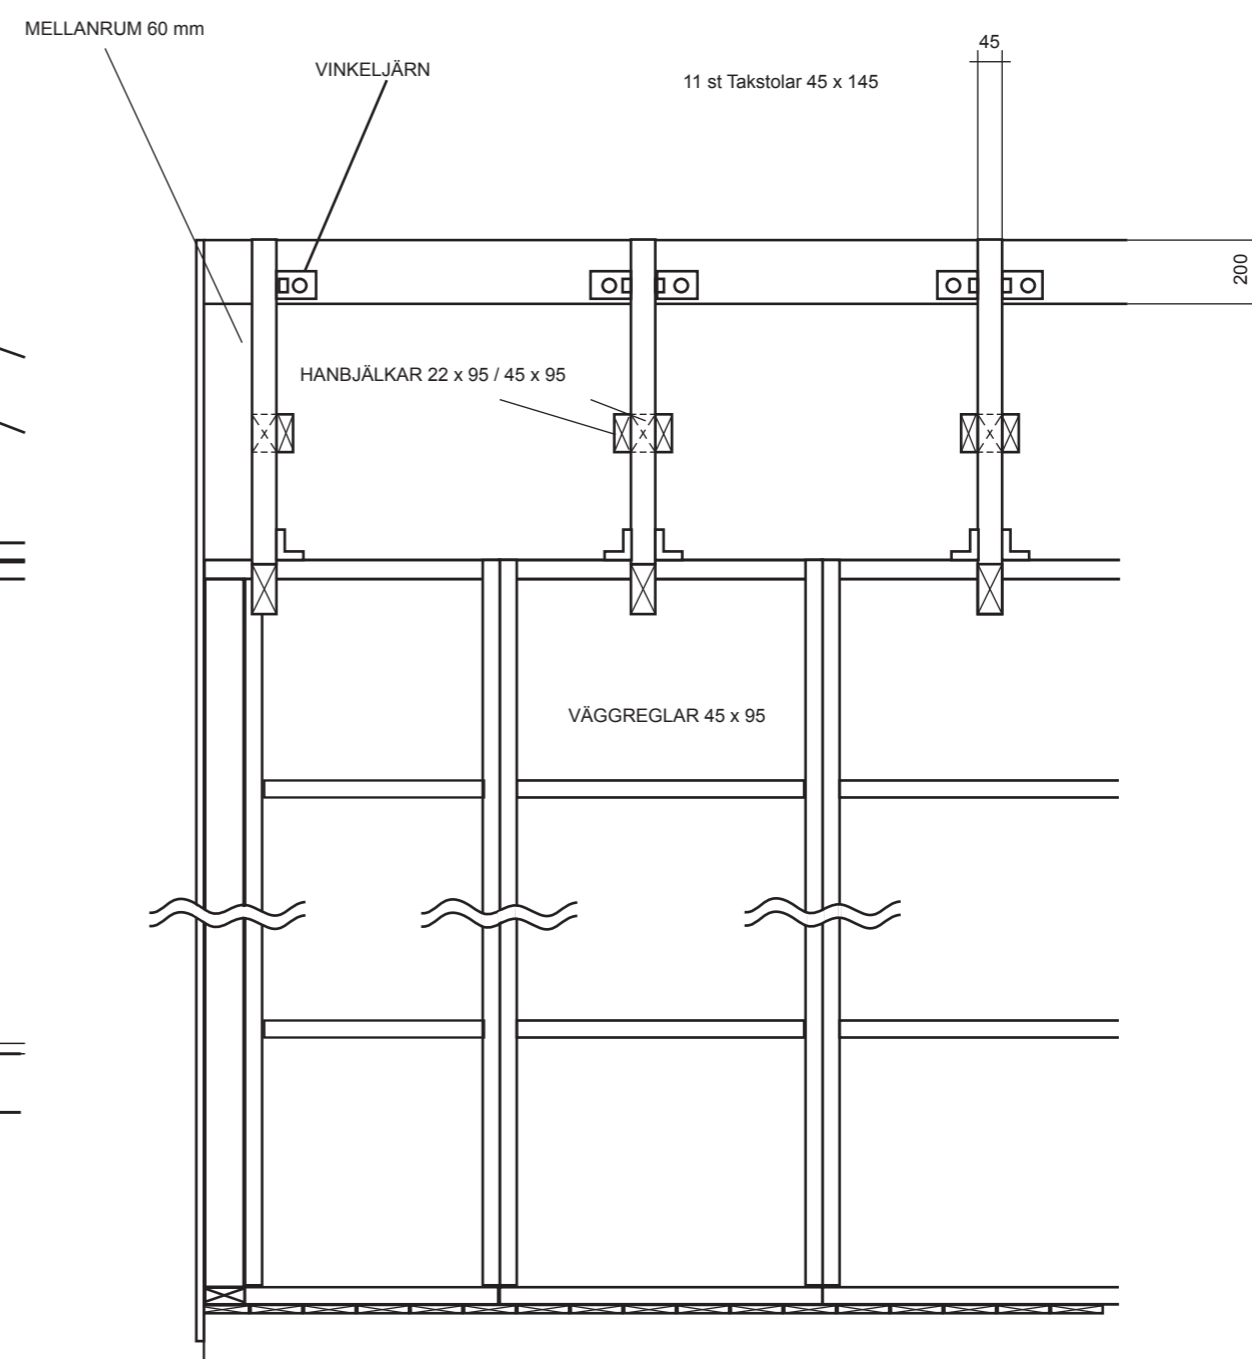 MELLANRUM 60 mm
VINKELJÄRN
45
11 st Takstolar 45 x 145
200
HANBJÄLKAR 22 x 95 / 45 x 95
x
x
x
VÄGGREGLAR 45 x 95